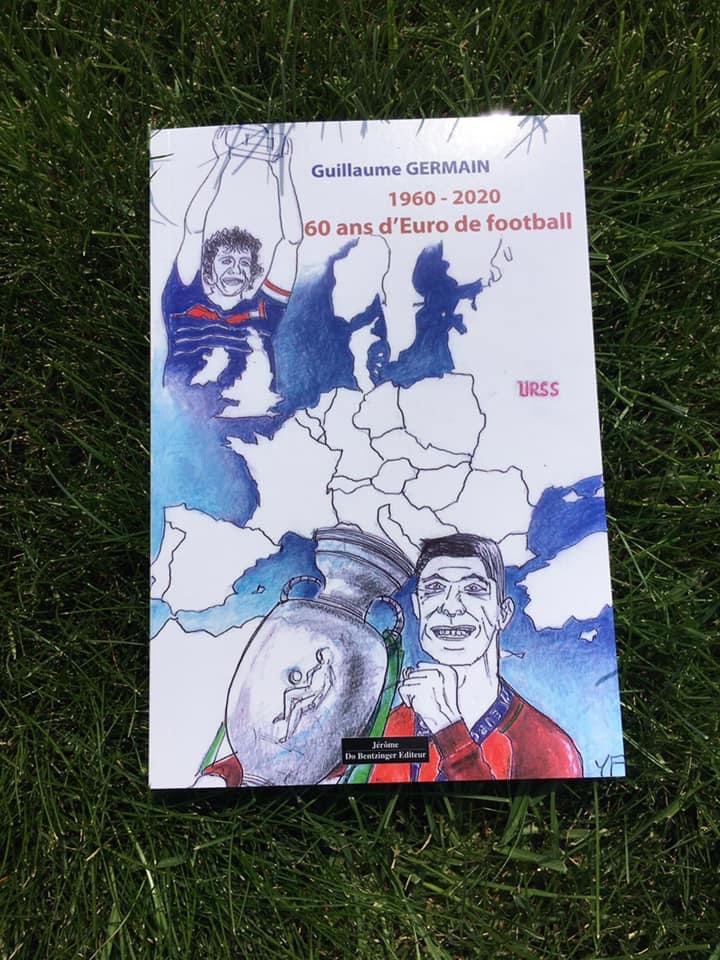 Guillaume GERMAIN
1960 - 2020
60 ans d'Euro de football
URSS
Jérôme
Do Bentzinger Editeur
YF